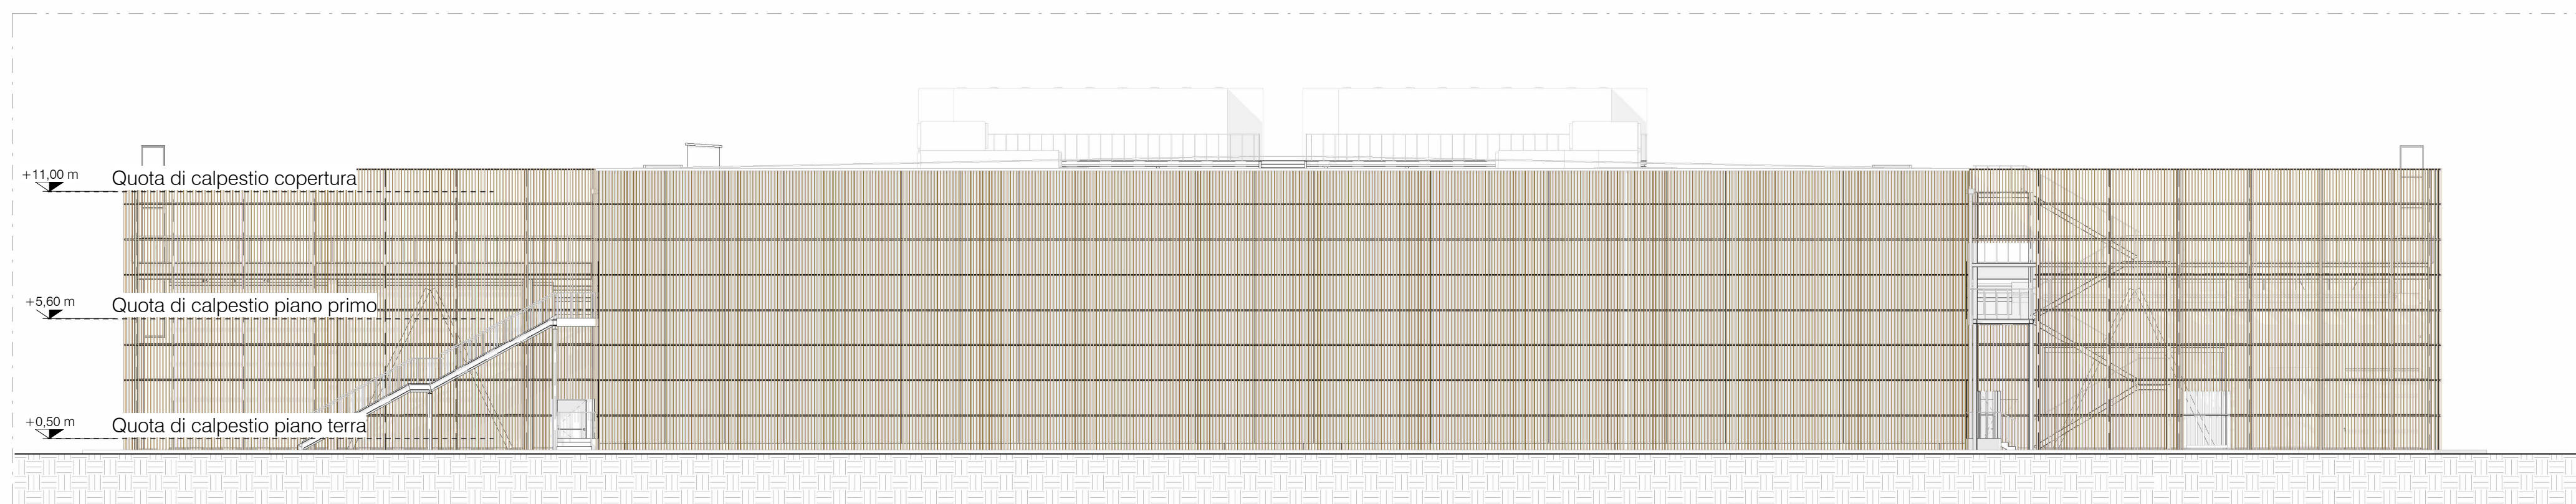 +11,00 m
Quota di calpestio copertura
+5,60 m
Quota di calpestio piano primo
+0,50 m
Quota di calpestio piano terra